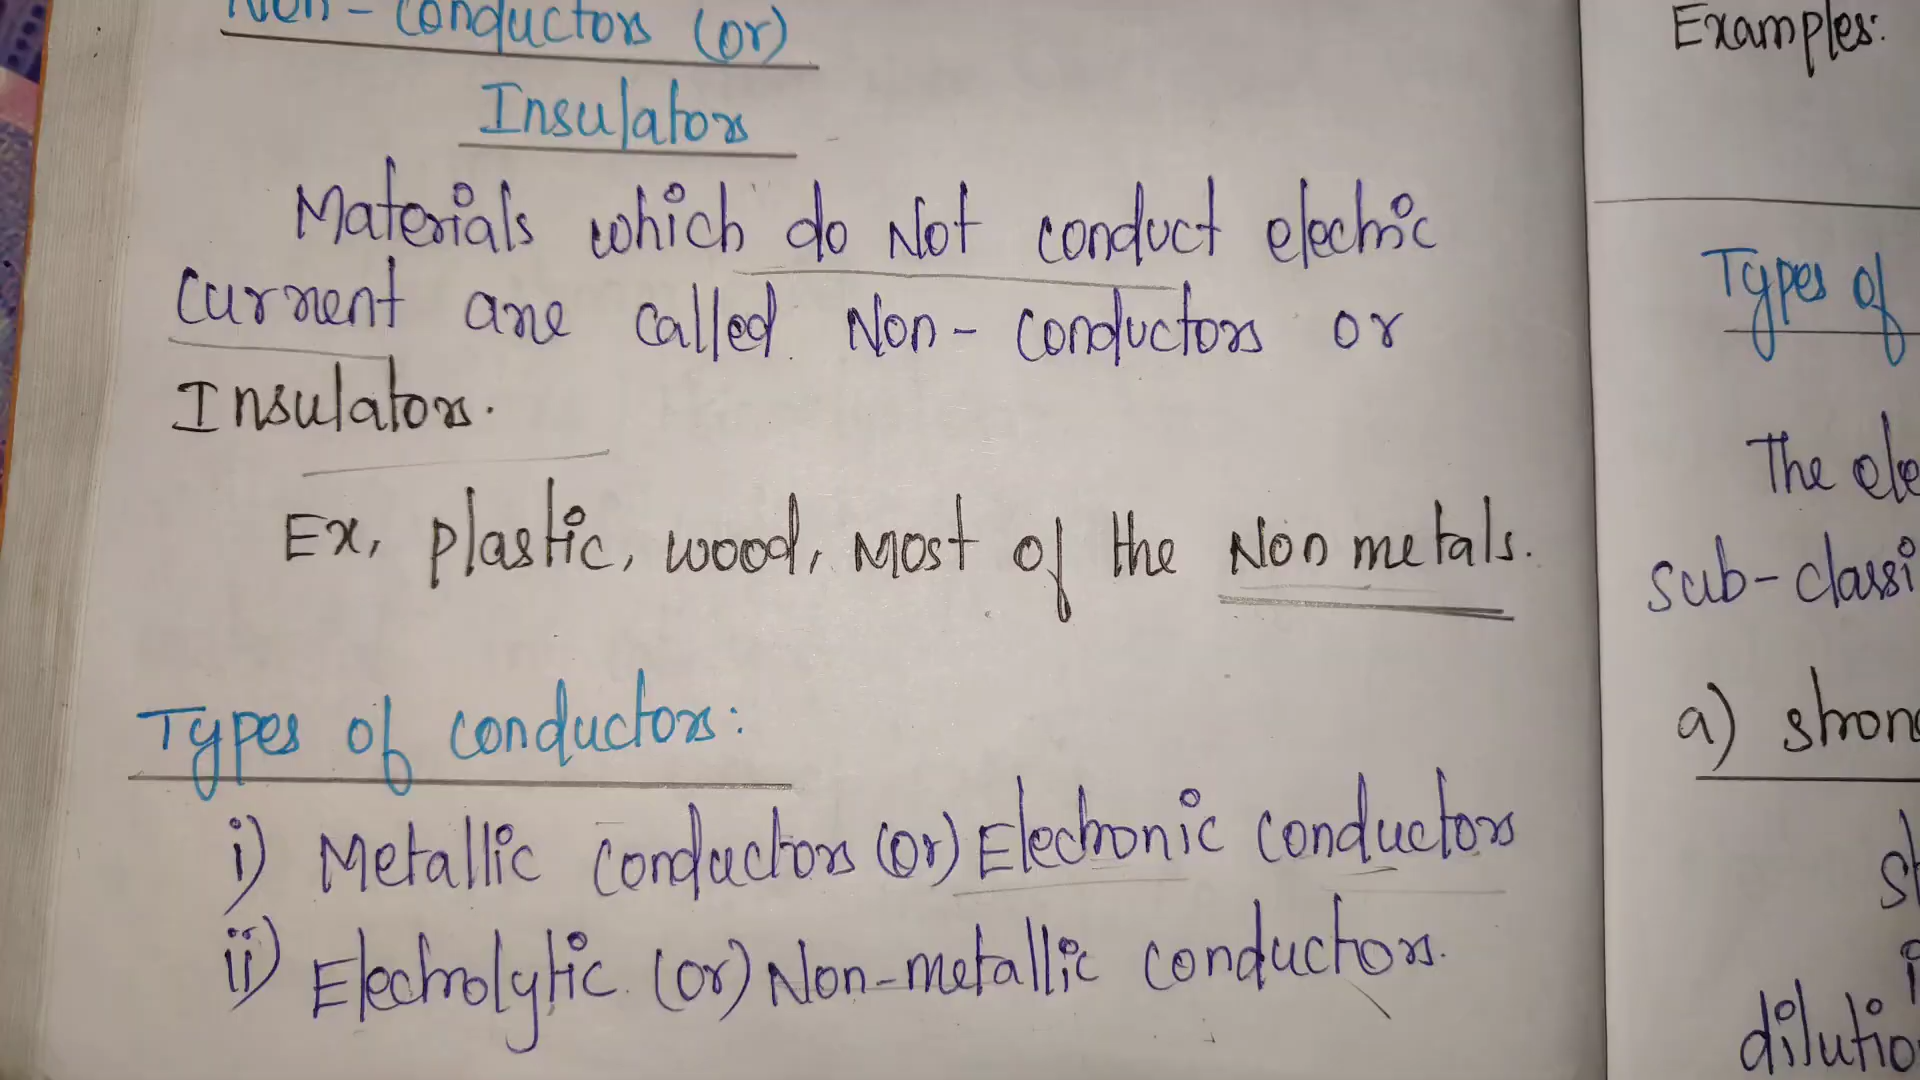 Non-Conductors (or)
Insulators
Materials which do Not conduct electric
Current are called Non-Conductors or
Insulators.
Ex, plastic, wood, Most of the Non metals.
Types of conductors:
i) Metallic Conductors (or) Electronic conductors
ii) Electrolytic (or) Non-metallic conductors.
Examples:
Types of
The ele
sub-classi
a) strong
st
i
dilutio